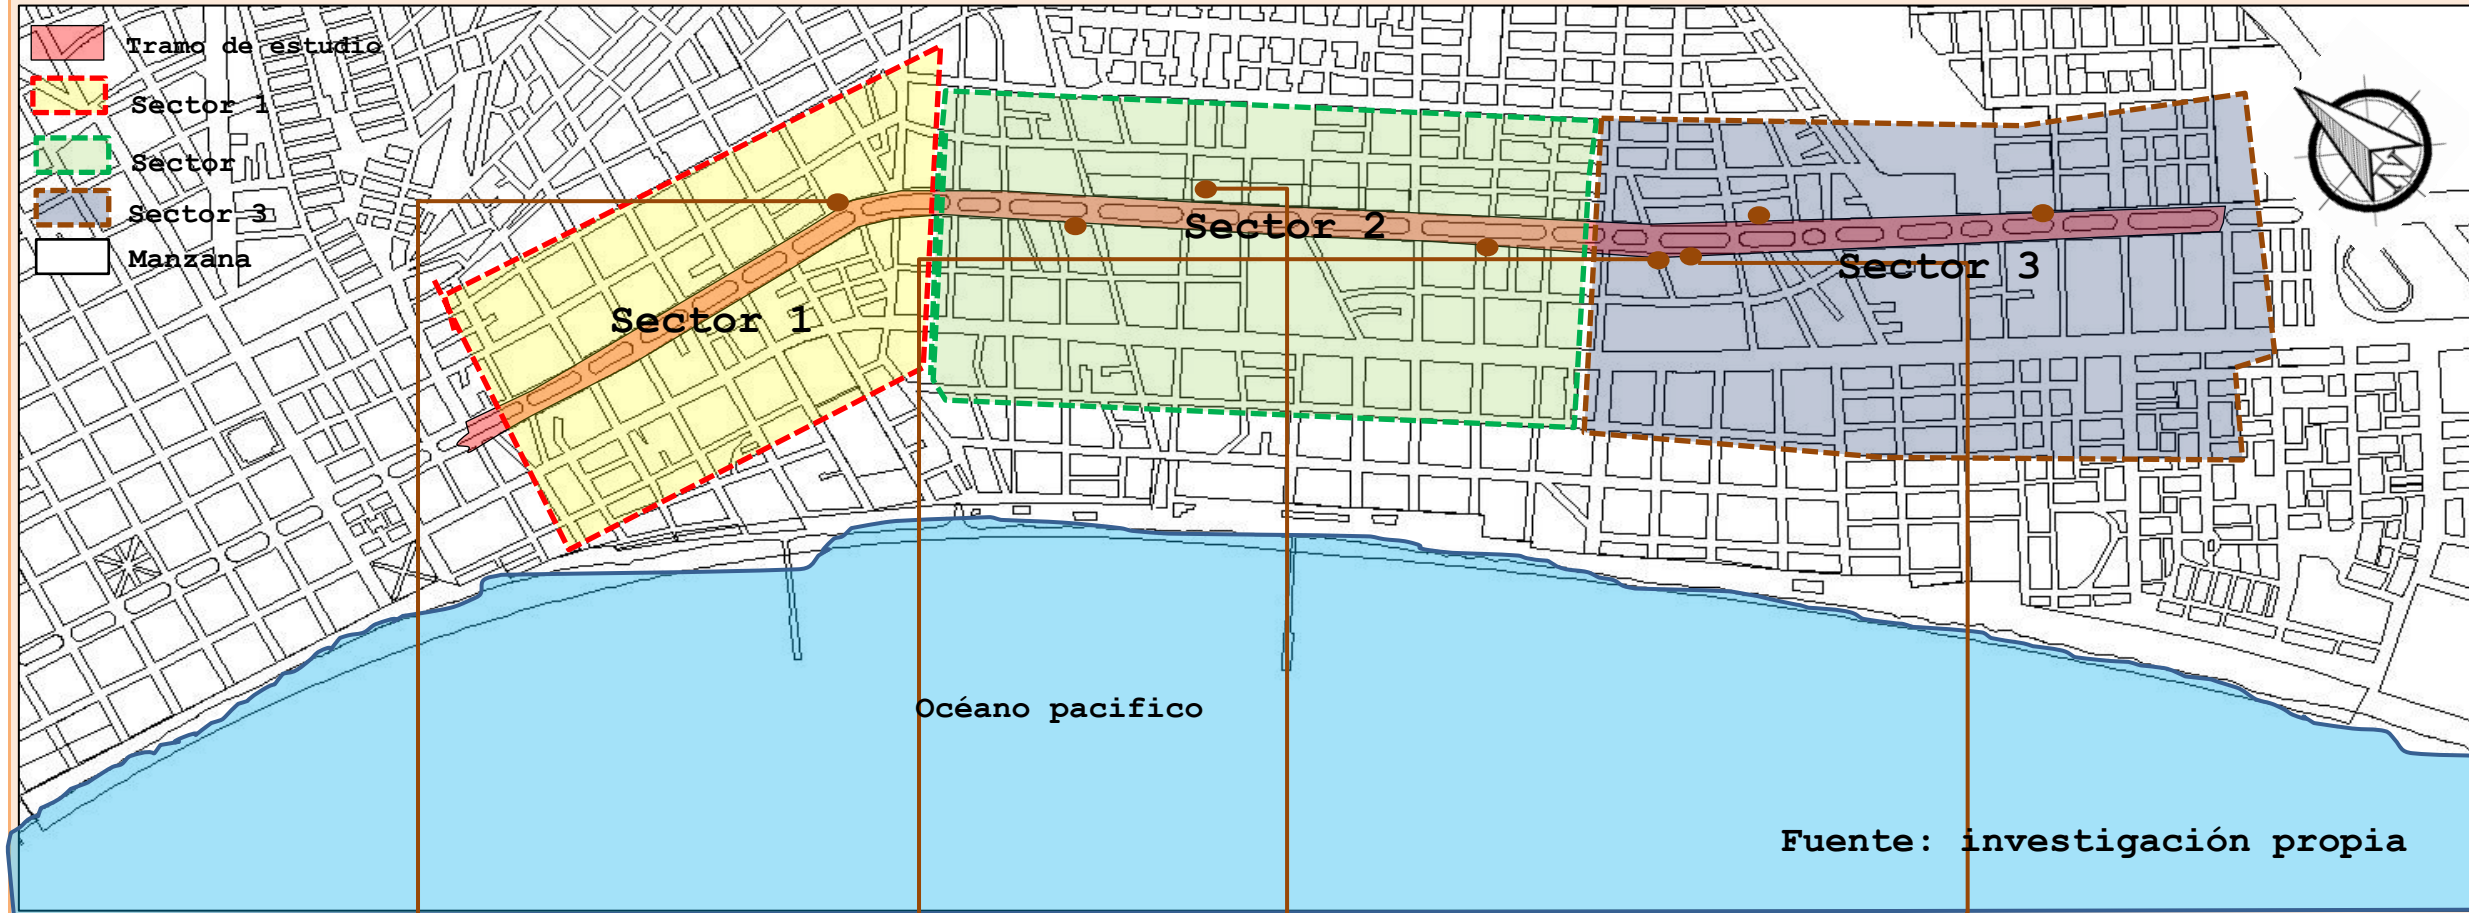 Tramo de estudio
Sector 1
Sector
Sector 3
Manzana
Sector 1
Sector 2
Sector 3
N
Océano pacifico
Fuente: investigación propia